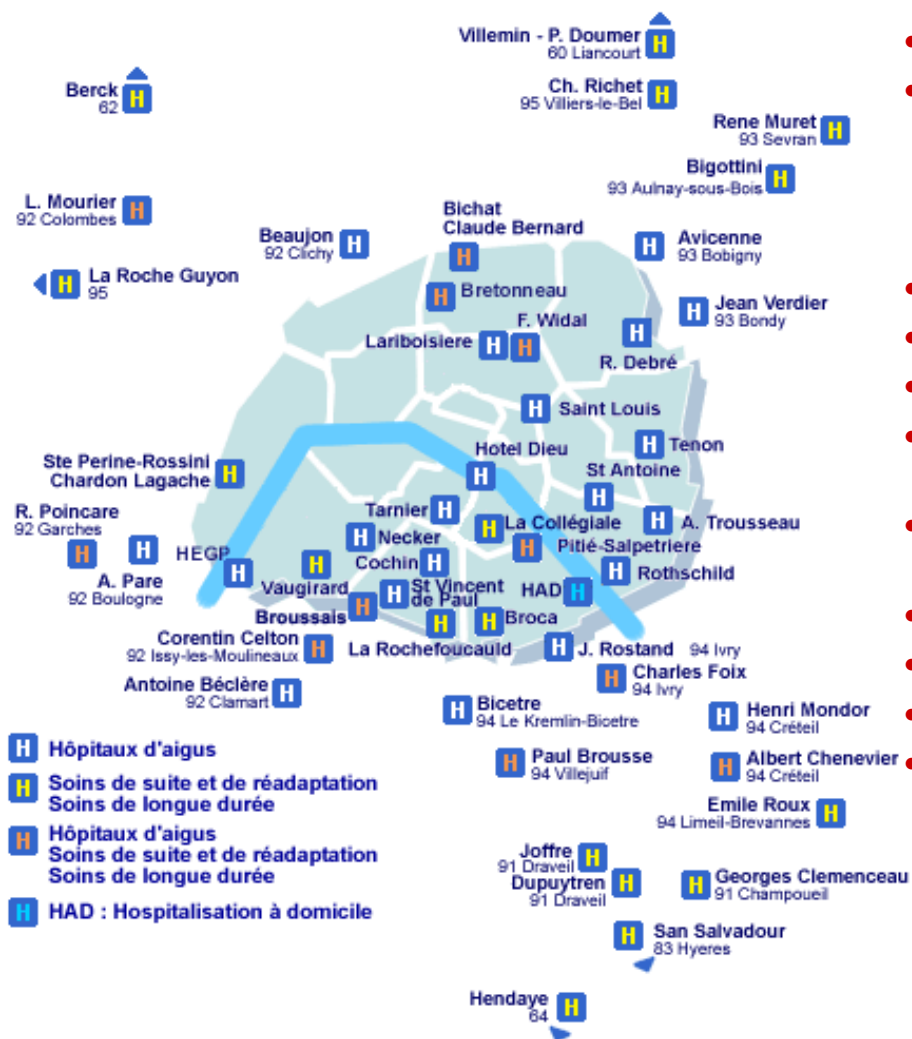 Villemin - P. Doumer
60 Liancourt
H
Berck
62
H
Ch. Richet
95 Villiers-le-Bel
H
Rene Muret
93 Sevran
H
Bigottini
93 Aulnay-sous-Bois
H
L. Mourier
92 Colombes
H
Bichat
Claude Bernard
H
Beaujon
92 Clichy
H
Avicenne
93 Bobigny
H
La Roche Guyon
95
H
Bretonneau
H
Jean Verdier
93 Bondy
H
F. Widal
H
Lariboisiere
H
R. Debré
H
Saint Louis
H
Hotel Dieu
H
Tenon
H
Ste Perine-Rossini
Chardon Lagache
H
St Antoine
H
R. Poincare
92 Garches
H
Tarnier
H
La Collégiale
H
A. Trousseau
H
Necker
H
Pitié-Salpetriere
H
HEGP
H
A. Pare
92 Boulogne
H
Cochin
H
Rothschild
H
Vaugirard
H
St Vincent
de Paul
H
HAD
H
Broussais
H
Broca
H
Corentin Celton
92 Issy-les-Moulineaux
H
La Rochefoucauld
H
J. Rostand 94 Ivry
H
Charles Foix
94 Ivry
H
Antoine Béclère
92 Clamart
H
Bicetre
94 Le Kremlin-Bicetre
H
Henri Mondor
94 Créteil
H
H Hôpitaux d'aigus
Paul Brousse
94 Villejuif
H
Albert Chenevier
94 Créteil
H
H Soins de suite et de réadaptation
Soins de longue durée
Emile Roux
94 Limeil-Brevannes
H
H Hôpitaux d'aigus
Soins de suite et de réadaptation
Soins de longue durée
Joffre
91 Draveil
H
Dupuytren
91 Draveil
H
Georges Clemenceau
91 Champoueil
H
H HAD : Hospitalisation à domicile
San Salvadour
83 Hyeres
H
Hendaye
64
H